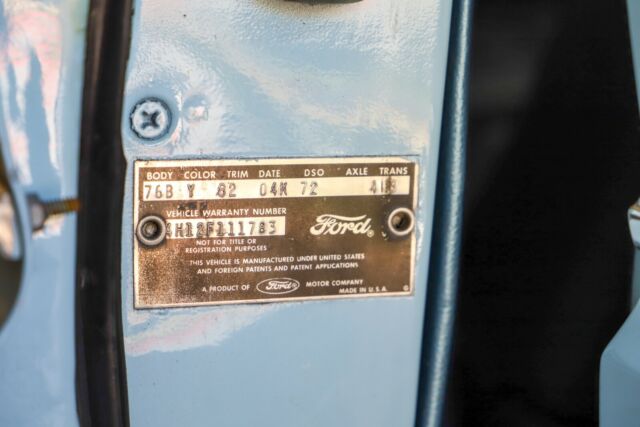 BODY COLOR TRIM DATE DSO AXLE TRANS
76B Y 82 04K 72
VEHICLE WARRANTY NUMBER
4H12F111783
Ford
NOT FOR TITLE OR
REGISTRATION PURPOSES
THIS VEHICLE IS MANUFACTURED UNDER UNITED STATES
AND FOREIGN PATENTS AND PATENT APPLICATIONS
A PRODUCT OF Ford MOTOR COMPANY
MADE IN U.S.A.